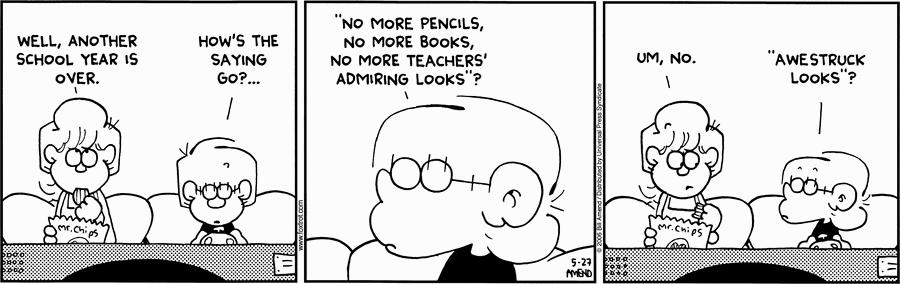 WELL, ANOTHER
SCHOOL YEAR IS
OVER.
HOW'S THE
SAYING
GO?...
mr. chips
www.foxtrot.com
"NO MORE PENCILS,
NO MORE BOOKS,
NO MORE TEACHERS'
ADMIRING LOOKS"?
5-27
AMEND
© 2006 Bill Amend / Distributed by Universal Press Syndicate
UM, NO.
"AWESTRUCK
LOOKS"?
mr. chips